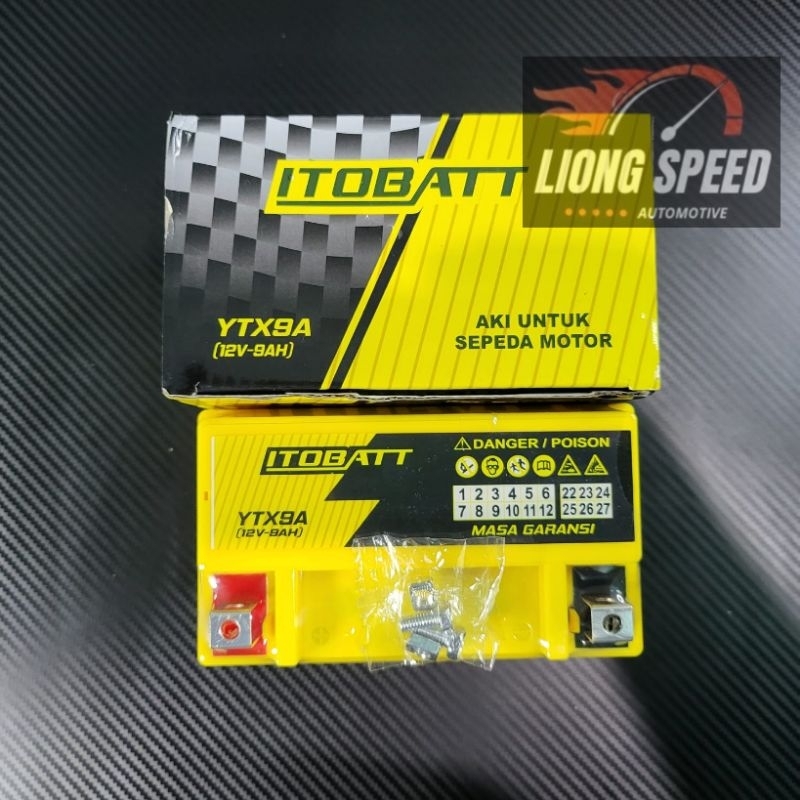 ITOBATT
LIONG SPEED
AUTOMOTIVE
YTX9A
(12V-9AH)
AKI UNTUK
SEPEDA MOTOR
ITOBATT
DANGER / POISON
YTX9A
(12V-9AH)
1 2 3 4 5 6 22 23 24
7 8 9 10 11 12 25 26 27
MASA GARANSI